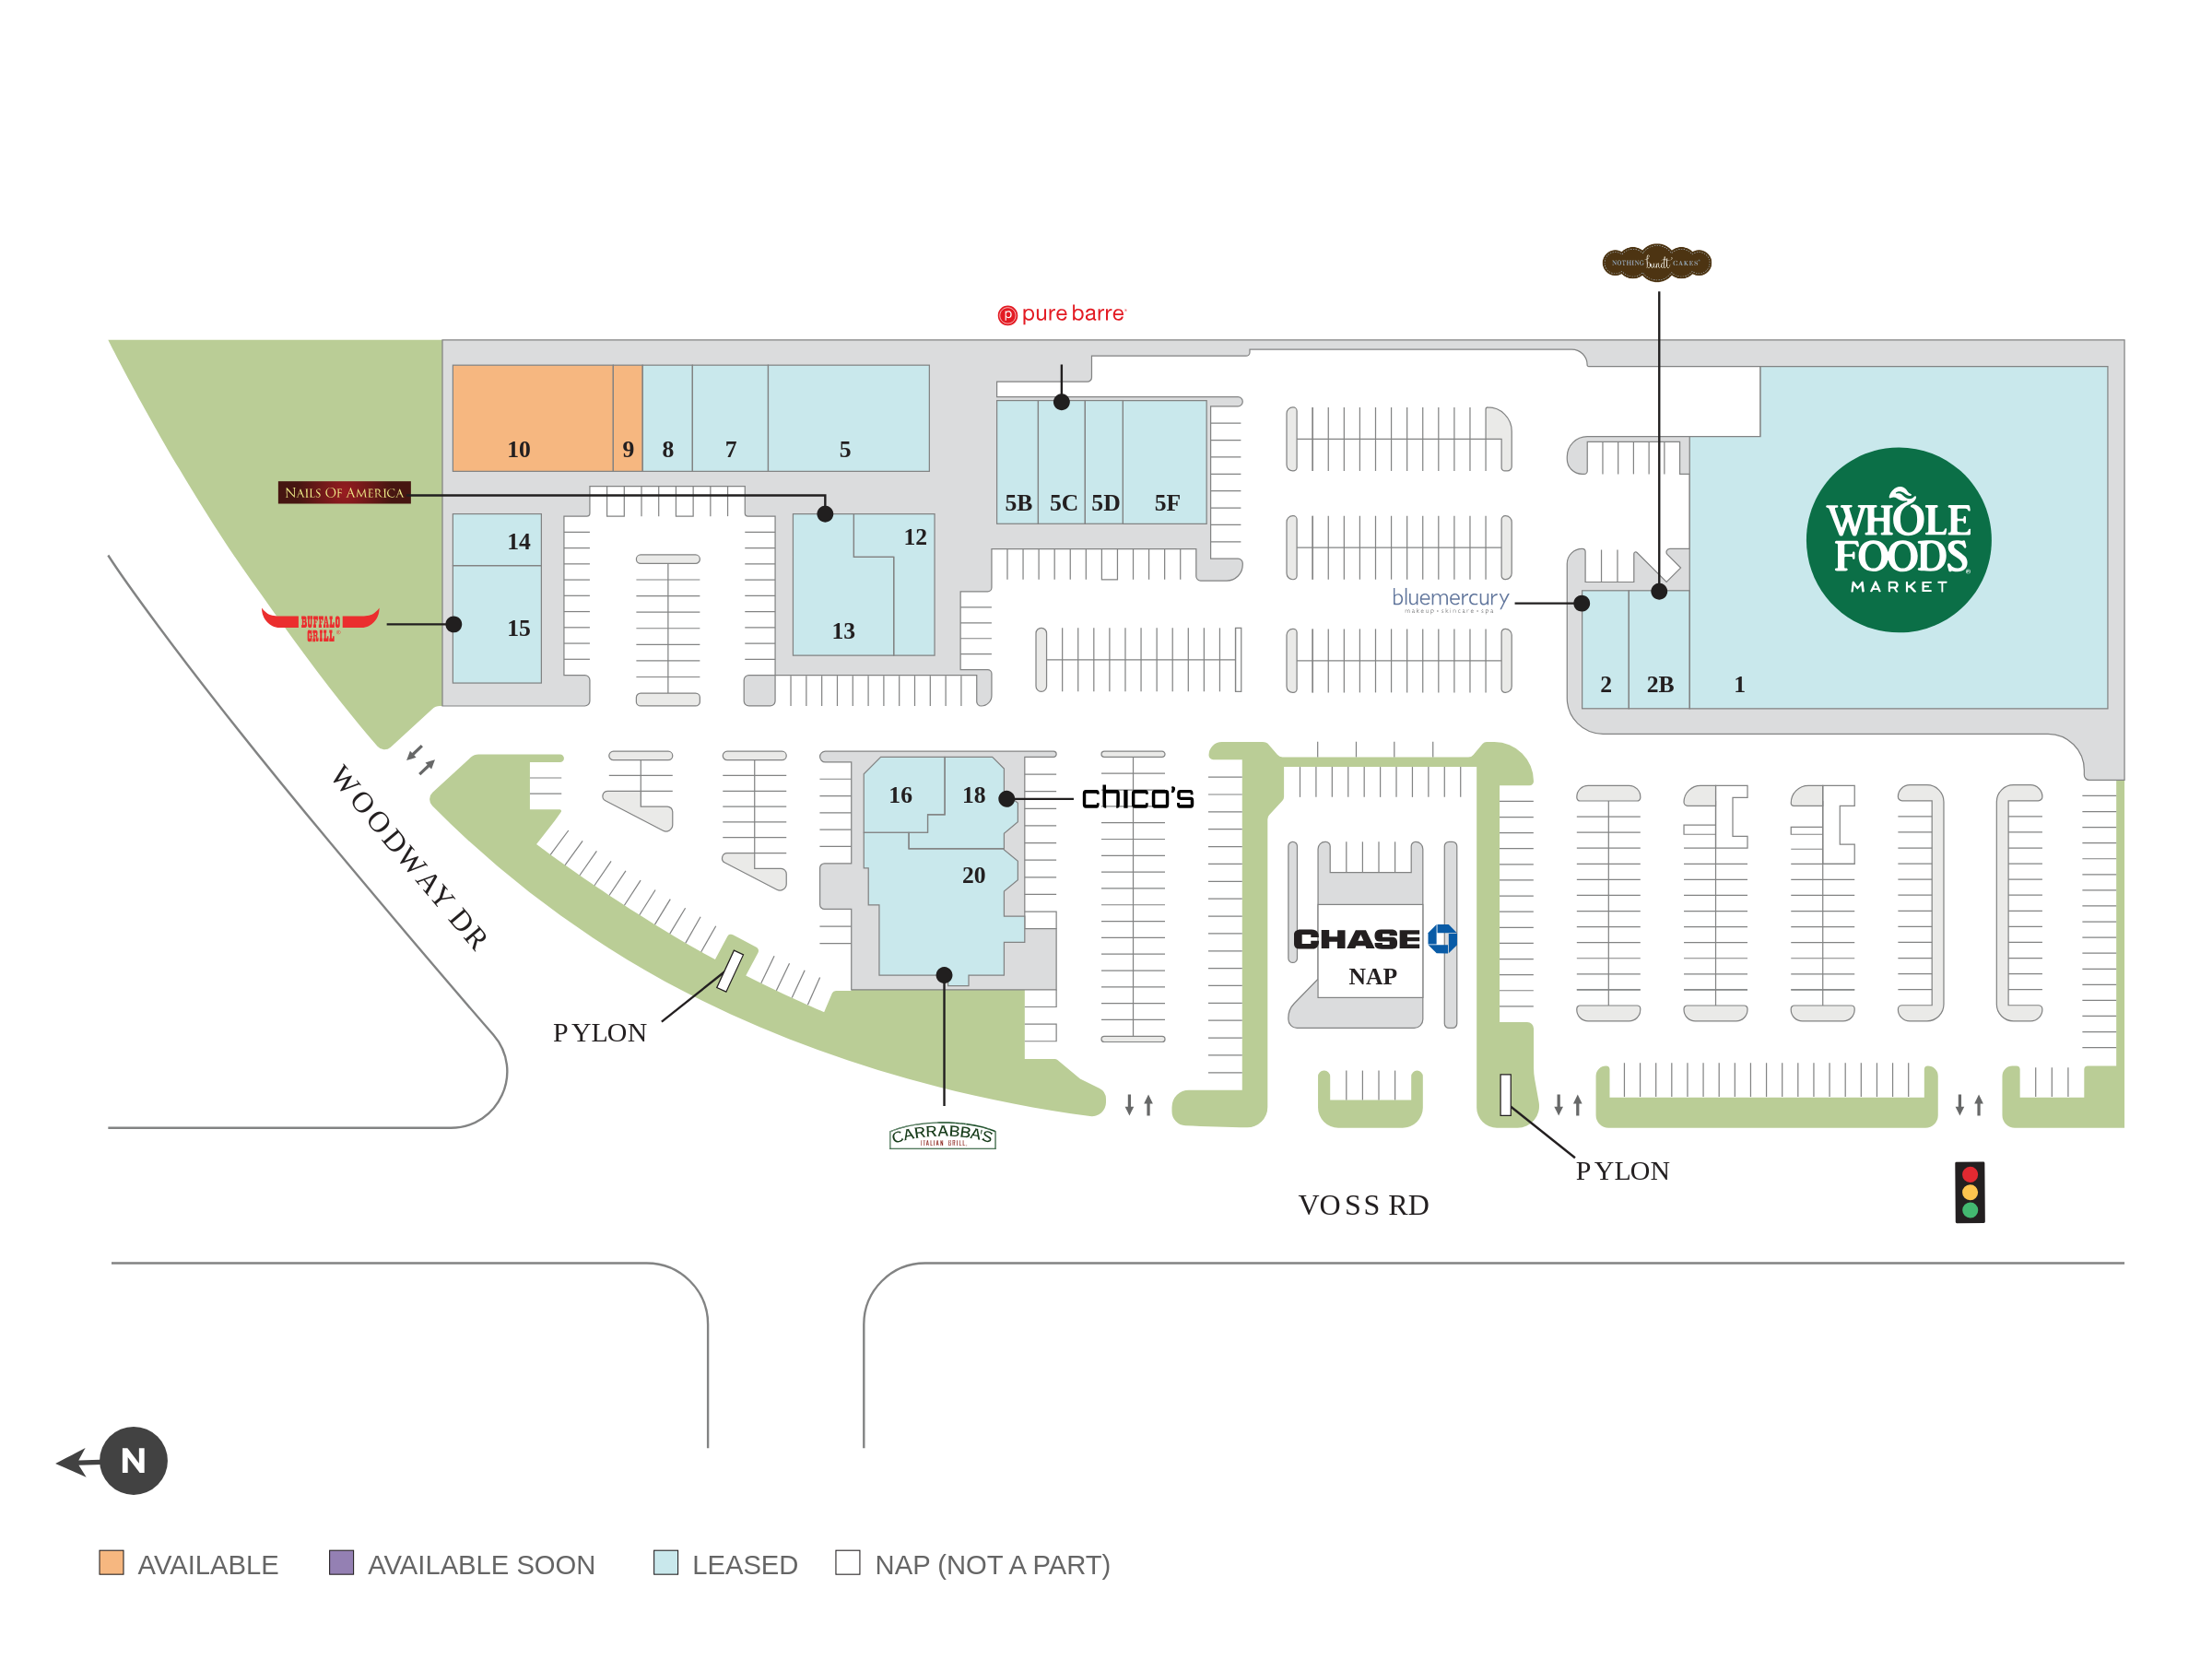 NOTHING bundt CAKES
pure barre
10
9
8
7
5
NAILS OF AMERICA
5B
5C
5D
5F
14
12
WHOLE
FOODS
MARKET
bluemercury
makeup • skincare • spa
BUFFALO
GRILL
15
13
2
2B
1
WOODWAY DR
16
18
CHICO'S
20
CHASE
NAP
PYLON
CARRABBA'S
ITALIAN GRILL
PYLON
VOSS RD
N
AVAILABLE
AVAILABLE SOON
LEASED
NAP (NOT A PART)